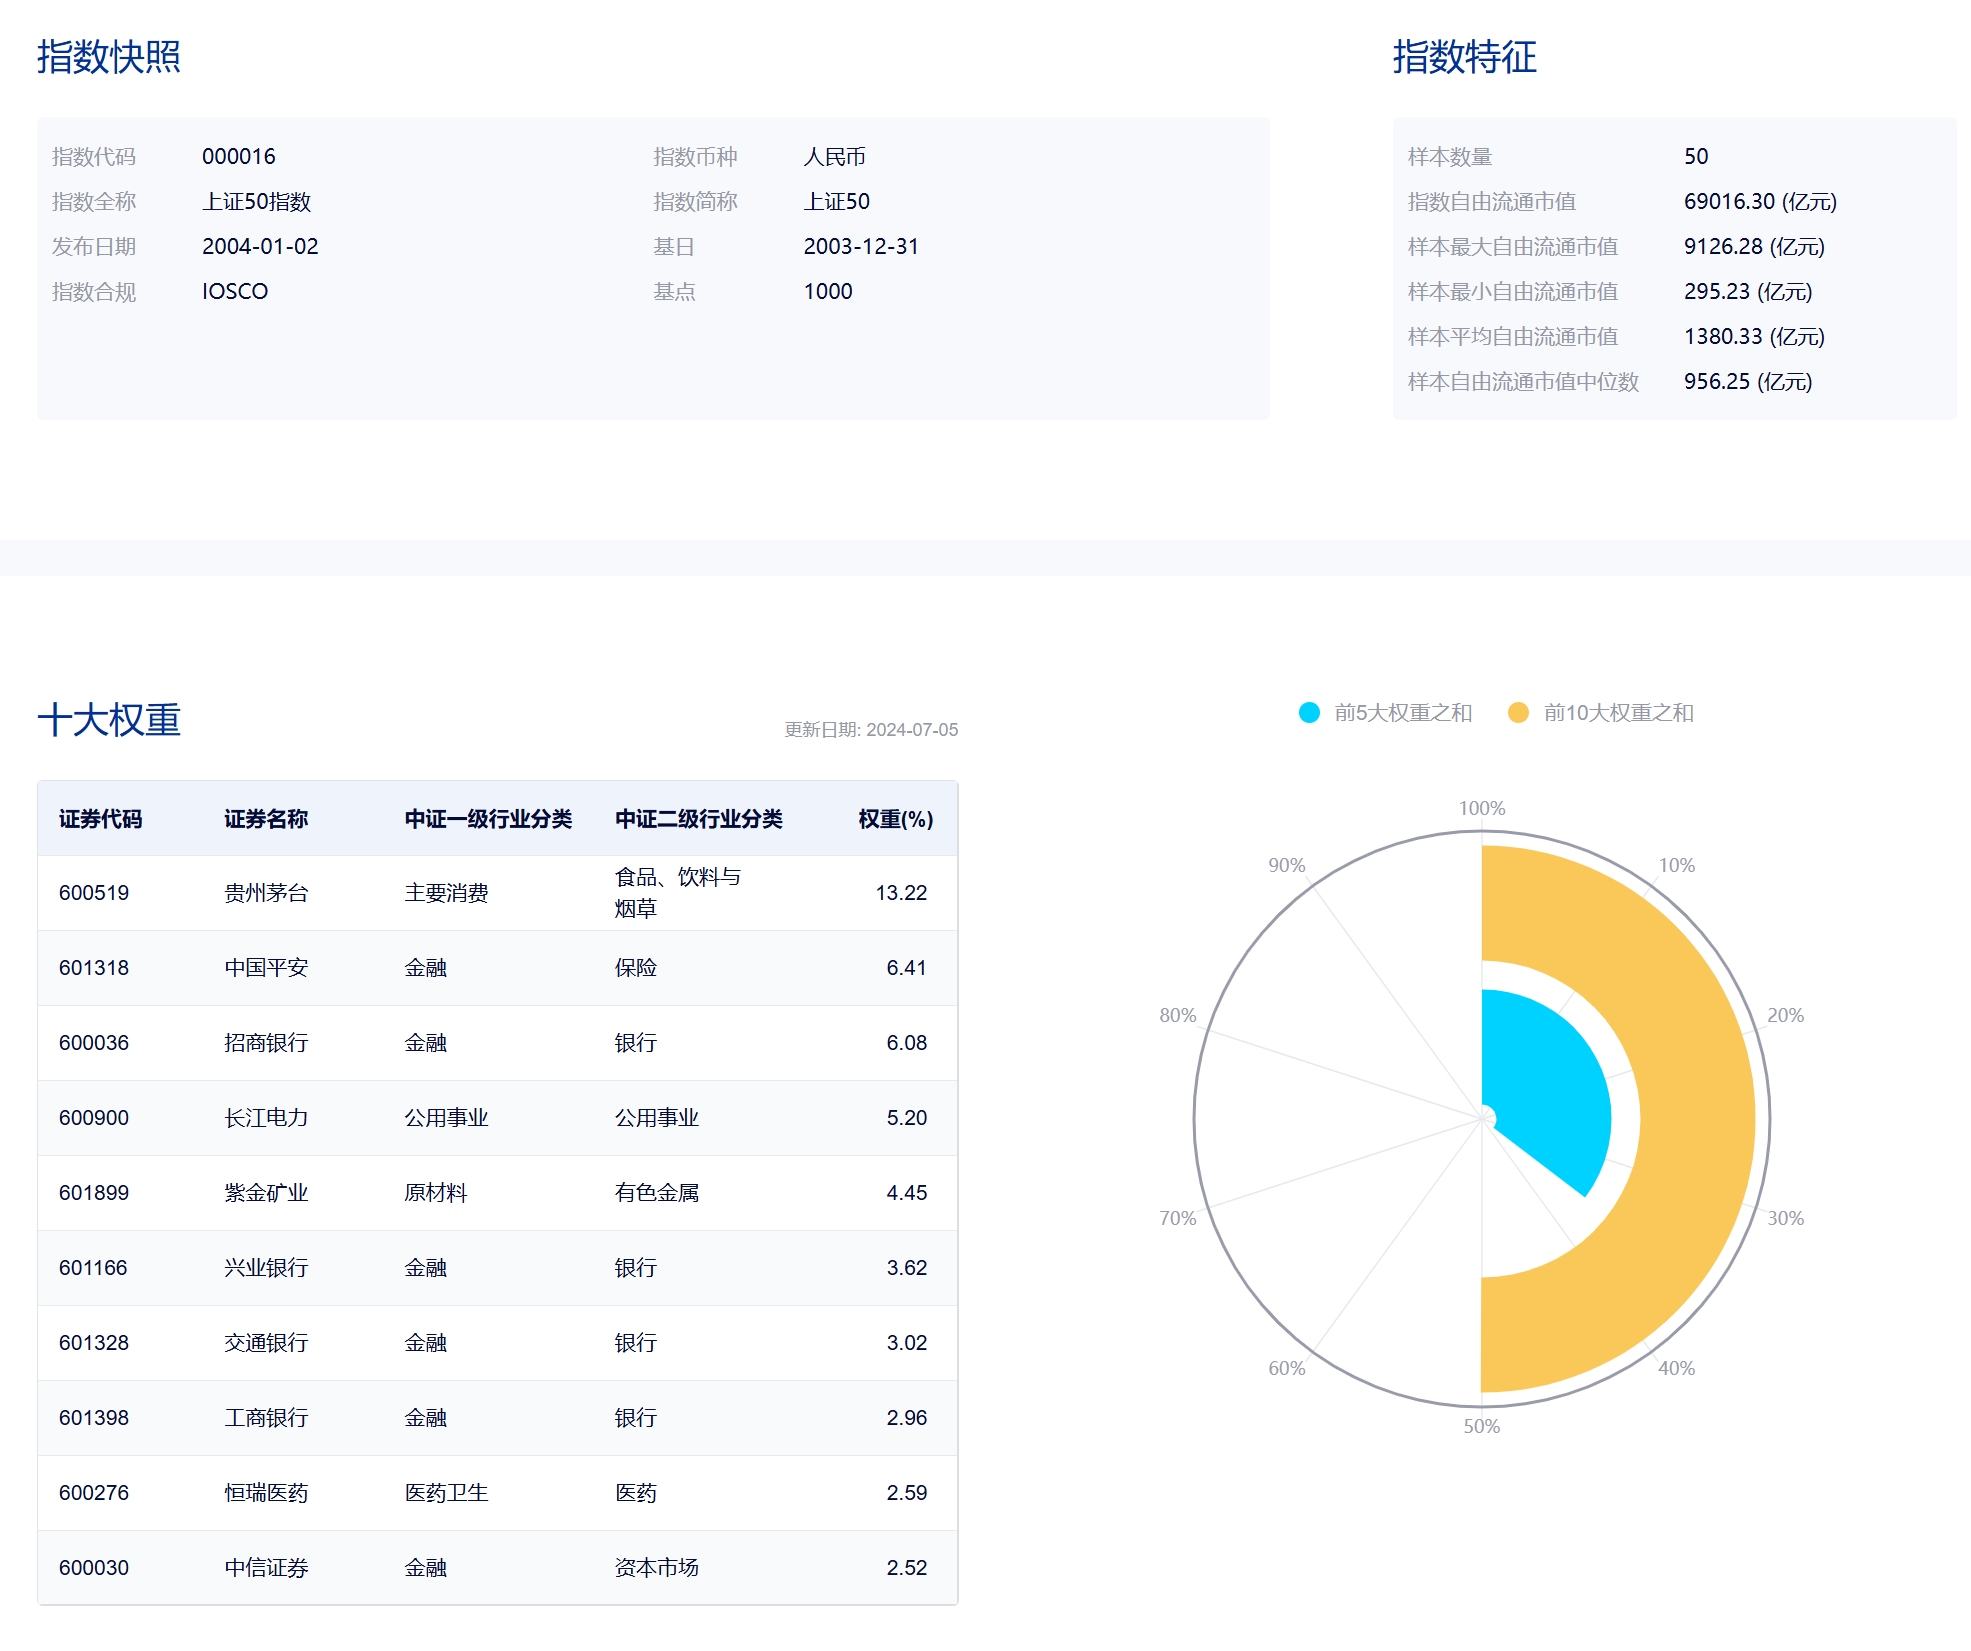 指数快照
指数代码 000016 指数币种 人民币
指数全称 上证50指数 指数简称 上证50
发布日期 2004-01-02 基日 2003-12-31
指数合规 IOSCO 基点 1000
指数特征
样本数量 50
指数自由流通市值 69016.30 (亿元)
样本最大自由流通市值 9126.28 (亿元)
样本最小自由流通市值 295.23 (亿元)
样本平均自由流通市值 1380.33 (亿元)
样本自由流通市值中位数 956.25 (亿元)
十大权重
更新日期: 2024-07-05
证券代码 证券名称 中证一级行业分类 中证二级行业分类 权重(%)
600519 贵州茅台 主要消费 食品、饮料与
烟草 13.22
601318 中国平安 金融 保险 6.41
600036 招商银行 金融 银行 6.08
600900 长江电力 公用事业 公用事业 5.20
601899 紫金矿业 原材料 有色金属 4.45
601166 兴业银行 金融 银行 3.62
601328 交通银行 金融 银行 3.02
601398 工商银行 金融 银行 2.96
600276 恒瑞医药 医药卫生 医药 2.59
600030 中信证券 金融 资本市场 2.52
前5大权重之和 前10大权重之和
100%
10%
20%
30%
40%
50%
60%
70%
80%
90%